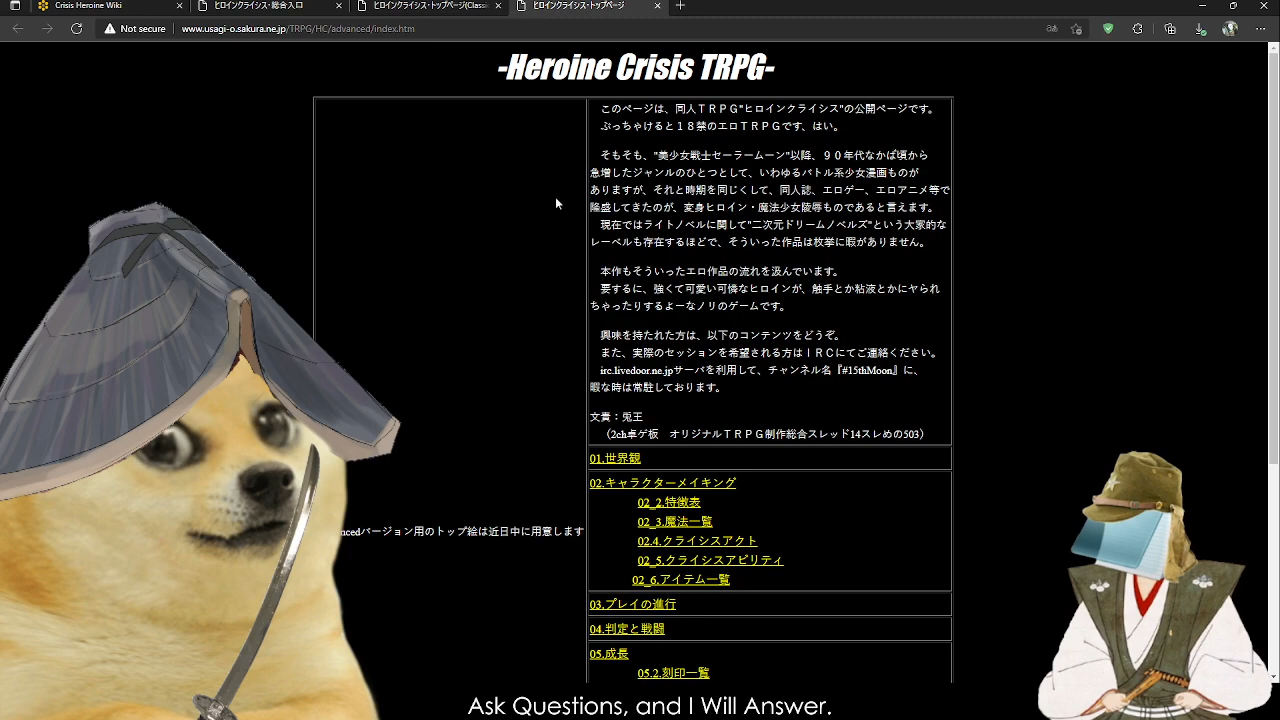 Crisis Heroine Wiki
ヒロインクライシス・総合入口
ヒロインクライシス・トップページ(Classi
ヒロインクライシス・トップページ
Not secure
www.usagi-o.sakura.ne.jp/TRPG/HC/advanced/index.htm
-Heroine Crisis TRPG-
このページは、同人ＴＲＰＧ"ヒロインクライシス"の公開ページです。
ぶっちゃけると１８禁のエロＴＲＰＧです、はい。
そもそも、"美少女戦士セーラームーン"以降、９０年代なかば頃から
急増したジャンルのひとつとして、いわゆるバトル系少女漫画ものが
ありますが、それと時期を同じくして、同人誌、エロゲー、エロアニメ等で
隆盛してきたのが、変身ヒロイン・魔法少女陵辱ものであると言えます。
現在ではライトノベルに関して"二次元ドリームノベルズ"という大家的な
レーベルも存在するほどで、そういった作品は枚挙に暇がありません。
本作もそういったエロ作品の流れを汲んでいます。
要するに、強くて可愛い可憐なヒロインが、触手とか粘液とかにヤられ
ちゃったりするよーなノリのゲームです。
興味を持たれた方は、以下のコンテンツをどうぞ。
また、実際のセッションを希望される方はＩＲＣにてご連絡ください。
irc.livedoor.ne.jpサーバを利用して、チャンネル名『#15thMoon』に、
暇な時は常駐しております。
文責：兎王
（2ch卓ゲ板　オリジナルＴＲＰＧ制作総合スレッド14スレめの503）
ncedバージョン用のトップ絵は近日中に用意します
01.世界観
02.キャラクターメイキング
02_2.特徴表
02_3.魔法一覧
02.4.クライシスアクト
02_5.クライシスアビリティ
02_6.アイテム一覧
03.プレイの進行
04.判定と戦闘
05.成長
05.2.刻印一覧
Ask Questions, and I Will Answer.